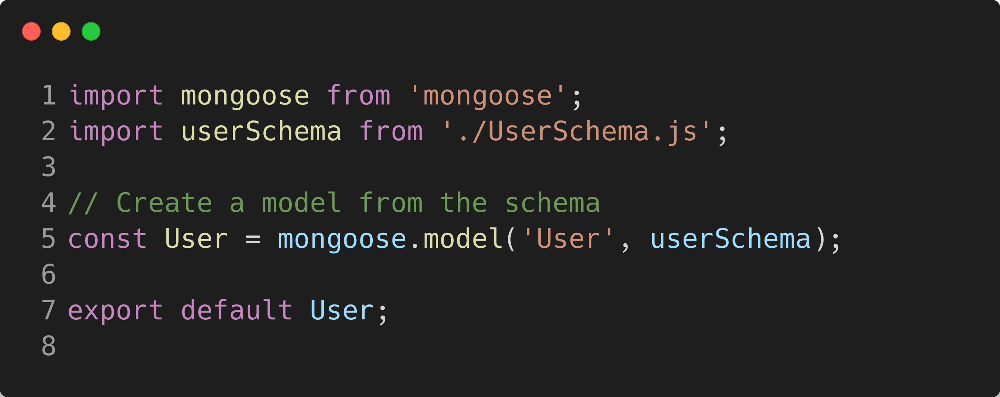 1 import mongoose from 'mongoose';
2 import userSchema from './UserSchema.js';
3
4 // Create a model from the schema
5 const User = mongoose.model('User', userSchema);
6
7 export default User;
8